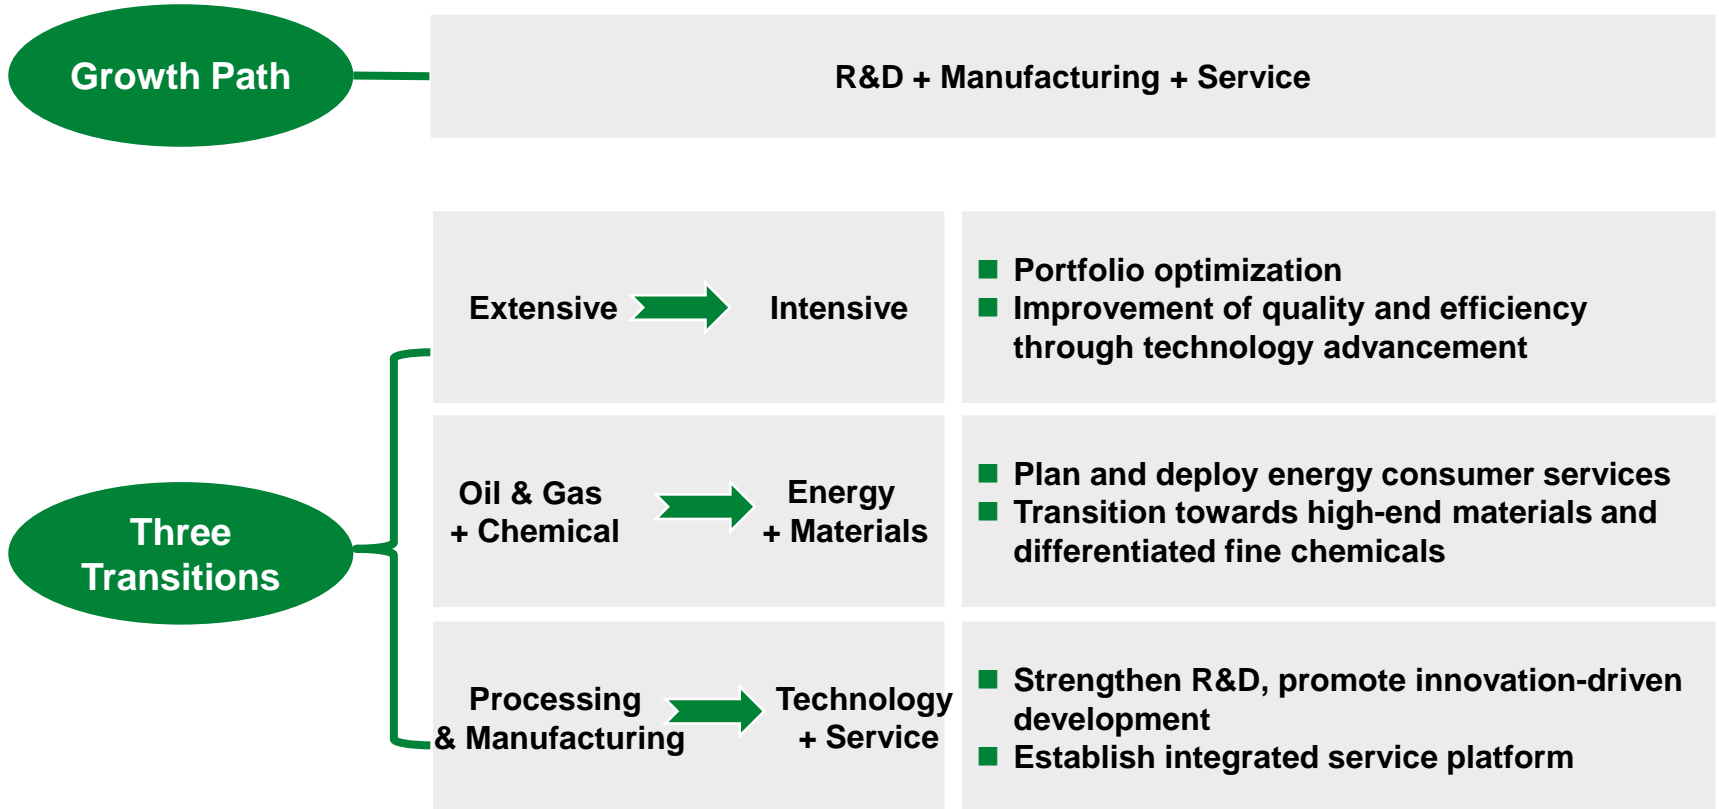 Growth Path
R&D + Manufacturing + Service
Three
Transitions
Extensive
Intensive
Portfolio optimization
Improvement of quality and efficiency
through technology advancement
Oil & Gas
+ Chemical
Energy
+ Materials
Plan and deploy energy consumer services
Transition towards high-end materials and
differentiated fine chemicals
Processing
& Manufacturing
Technology
+ Service
Strengthen R&D, promote innovation-driven
development
Establish integrated service platform